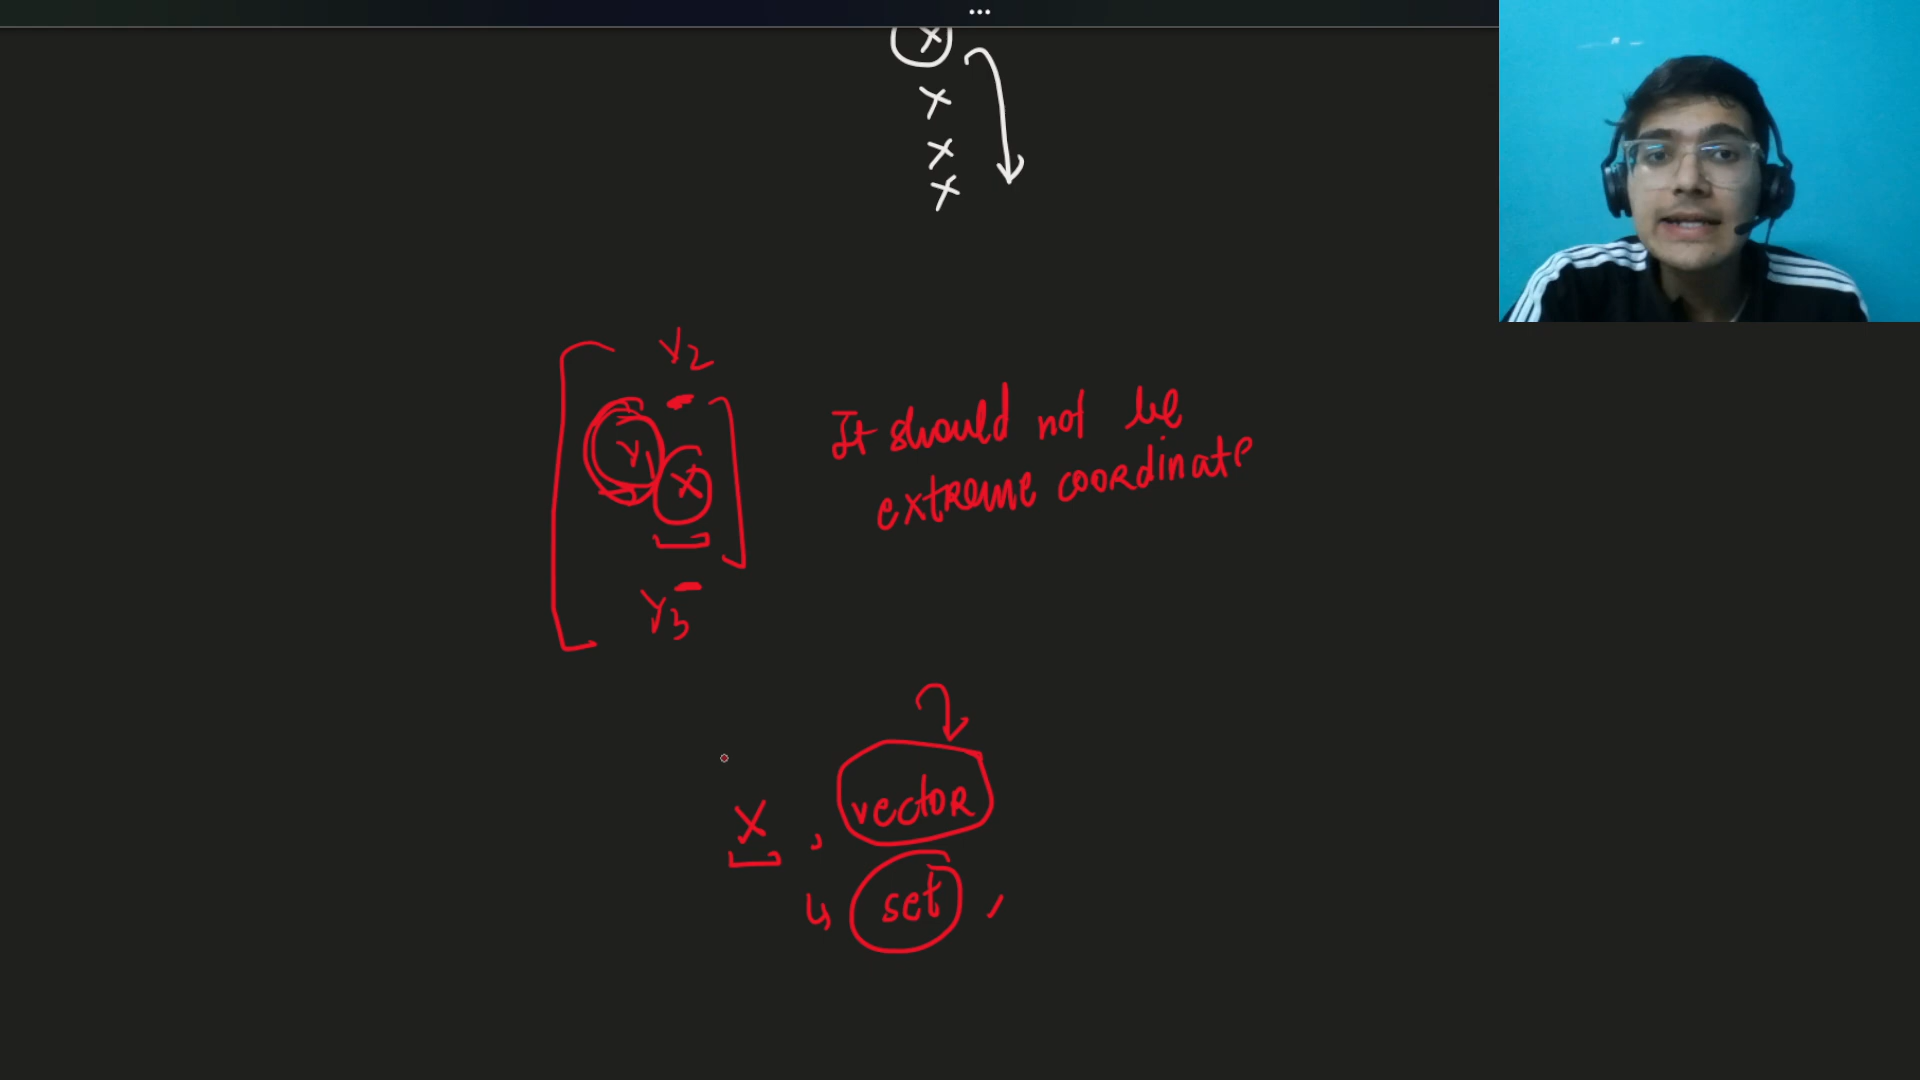 ...
X
X
X
X
y2
y1
X
y3
It should not be
extreme coordinate
X , vector
↳ set ,